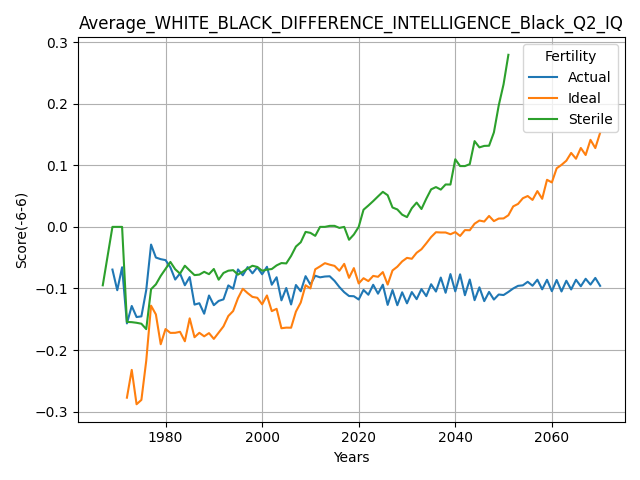 Average_WHITE_BLACK_DIFFERENCE_INTELLIGENCE_Black_Q2_IQ
0.3
0.2
0.1
0.0
−0.1
−0.2
−0.3
Score(-6-6)
1980
2000
2020
2040
2060
Years
Fertility
Actual
Ideal
Sterile